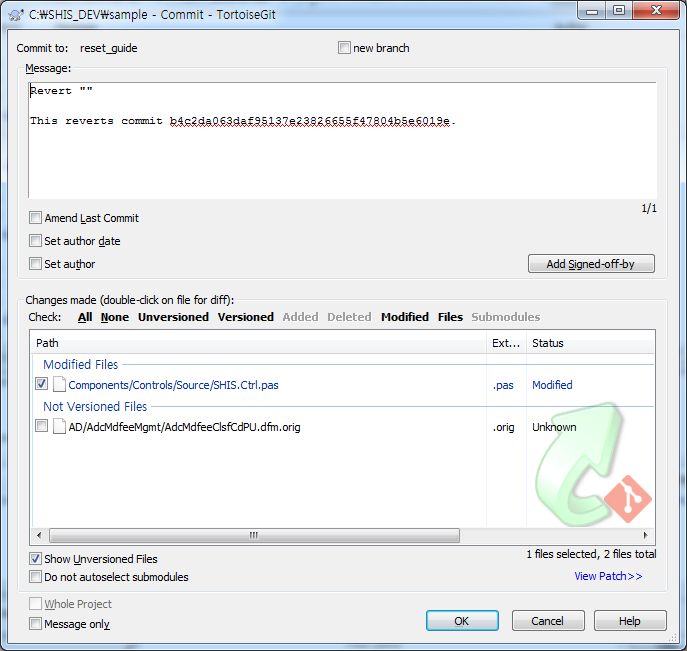 C:₩SHIS_DEV₩sample - Commit - TortoiseGit
Commit to: reset_guide new branch
Message:
Revert ""
This reverts commit b4c2da063daf95137e23826655f47804b5e6019e.
1/1
Amend Last Commit
Set author date
Set author
Add Signed-off-by
Changes made (double-click on file for diff):
Check: All None Unversioned Versioned Added Deleted Modified Files Submodules
Path Ext... Status
Modified Files
Components/Controls/Source/SHIS.Ctrl.pas .pas Modified
Not Versioned Files
AD/AdcMdfeeMgmt/AdcMdfeeClsfCdPU.dfm.orig .orig Unknown
Show Unversioned Files
1 files selected, 2 files total
Do not autoselect submodules
View Patch>>
Whole Project
Message only
OK Cancel Help